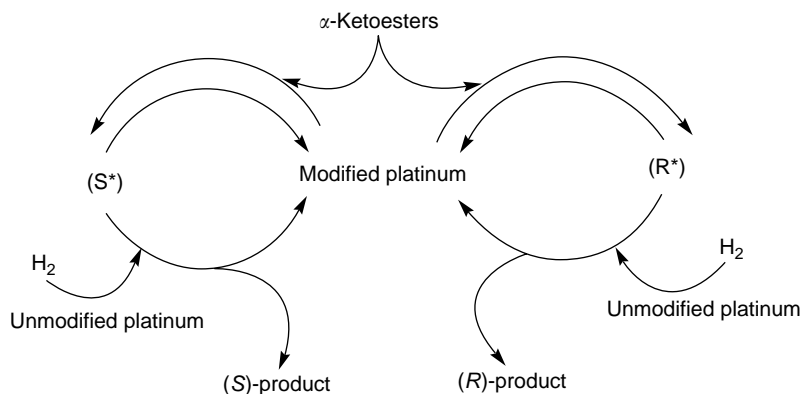 α-Ketoesters
(S*)
Modified platinum
(R*)
H2
Unmodified platinum
H2
Unmodified platinum
(S)-product
(R)-product